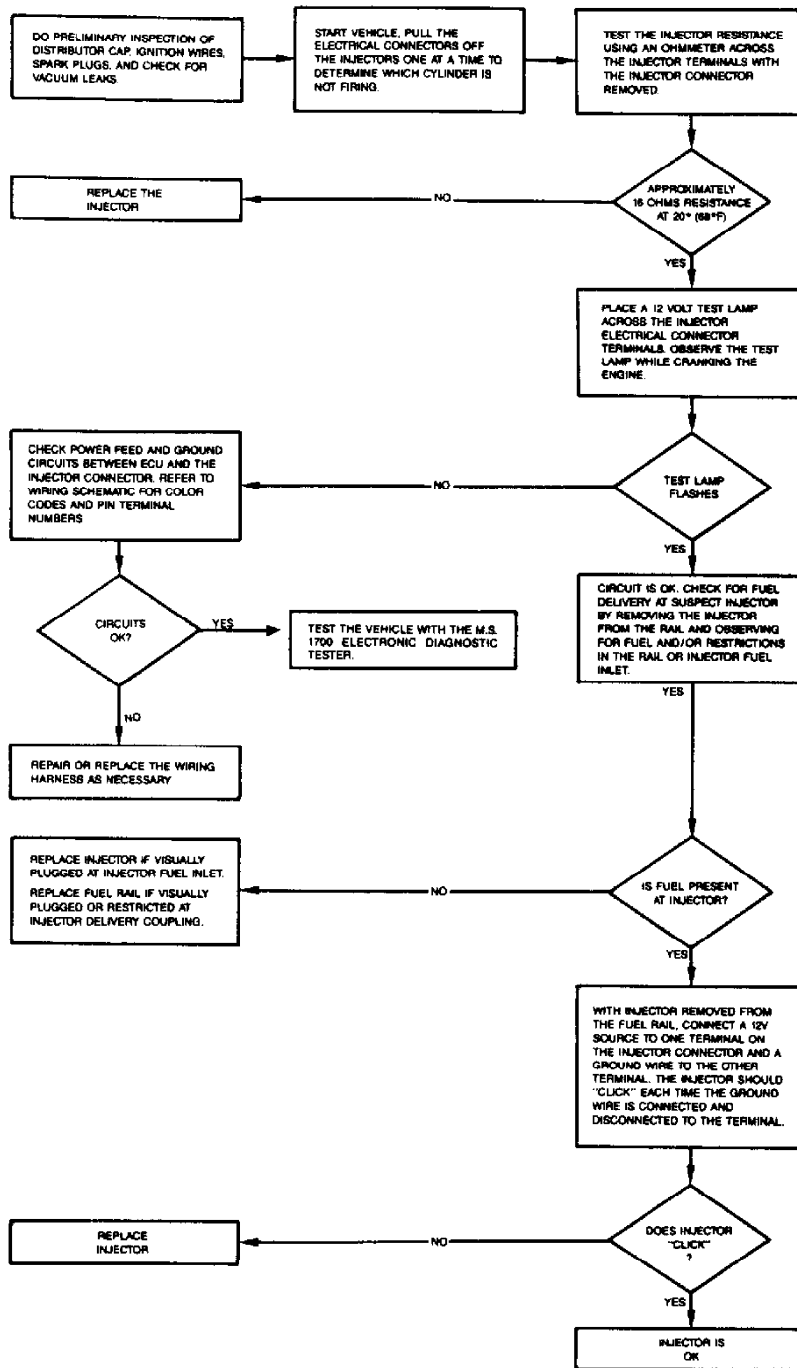 DO PRELIMINARY INSPECTION OF
DISTRIBUTOR CAP, IGNITION WIRES,
SPARK PLUGS, AND CHECK FOR
VACUUM LEAKS.
START VEHICLE, PULL THE
ELECTRICAL CONNECTORS OFF
THE INJECTORS ONE AT A TIME TO
DETERMINE WHICH CYLINDER IS
NOT FIRING.
TEST THE INJECTOR RESISTANCE
USING AN OHMMETER ACROSS
THE INJECTOR TERMINALS WITH
THE INJECTOR CONNECTOR
REMOVED.
APPROXIMATELY
16 OHMS RESISTANCE
AT 20° (68°F)
NO
REPLACE THE
INJECTOR
YES
PLACE A 12 VOLT TEST LAMP
ACROSS THE INJECTOR
ELECTRICAL CONNECTOR
TERMINALS. OBSERVE THE TEST
LAMP WHILE CRANKING THE
ENGINE.
TEST LAMP
FLASHES
NO
CHECK POWER FEED AND GROUND
CIRCUITS BETWEEN ECU AND THE
INJECTOR CONNECTOR. REFER TO
WIRING SCHEMATIC FOR COLOR
CODES AND PIN TERMINAL
NUMBERS
CIRCUITS
OK?
YES
TEST THE VEHICLE WITH THE M.S.
1700 ELECTRONIC DIAGNOSTIC
TESTER.
NO
REPAIR OR REPLACE THE WIRING
HARNESS AS NECESSARY
YES
CIRCUIT IS OK. CHECK FOR FUEL
DELIVERY AT SUSPECT INJECTOR
BY REMOVING THE INJECTOR
FROM THE RAIL AND OBSERVING
FOR FUEL AND/OR RESTRICTIONS
IN THE RAIL OR INJECTOR FUEL
INLET.
YES
IS FUEL PRESENT
AT INJECTOR?
NO
REPLACE INJECTOR IF VISUALLY
PLUGGED AT INJECTOR FUEL INLET.
REPLACE FUEL RAIL IF VISUALLY
PLUGGED OR RESTRICTED AT
INJECTOR DELIVERY COUPLING.
YES
WITH INJECTOR REMOVED FROM
THE FUEL RAIL, CONNECT A 12V
SOURCE TO ONE TERMINAL ON
THE INJECTOR CONNECTOR AND A
GROUND WIRE TO THE OTHER
TERMINAL. THE INJECTOR SHOULD
"CLICK" EACH TIME THE GROUND
WIRE IS CONNECTED AND
DISCONNECTED TO THE TERMINAL.
DOES INJECTOR
"CLICK"
?
NO
REPLACE
INJECTOR
YES
INJECTOR IS
OK